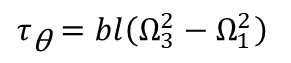 τ_θ = bl(Ω_3^2 − Ω_1^2)